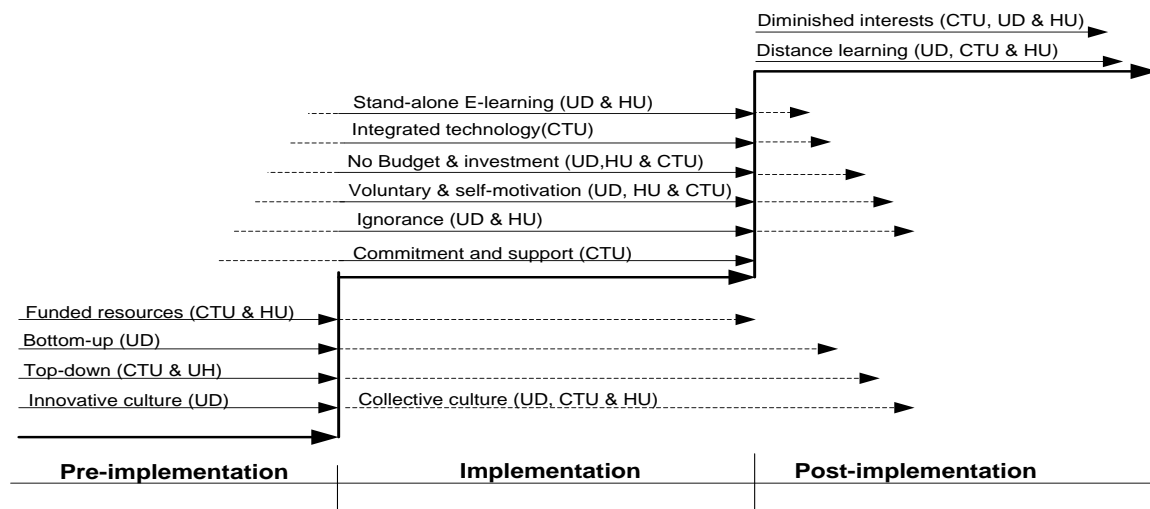 Diminished interests (CTU, UD & HU)
Distance learning (UD, CTU & HU)
Stand-alone E-learning (UD & HU)
Integrated technology(CTU)
No Budget & investment (UD,HU & CTU)
Voluntary & self-motivation (UD, HU & CTU)
Ignorance (UD & HU)
Commitment and support (CTU)
Funded resources (CTU & HU)
Bottom-up (UD)
Top-down (CTU & UH)
Innovative culture (UD)
Collective culture (UD, CTU & HU)
Pre-implementation
Implementation
Post-implementation